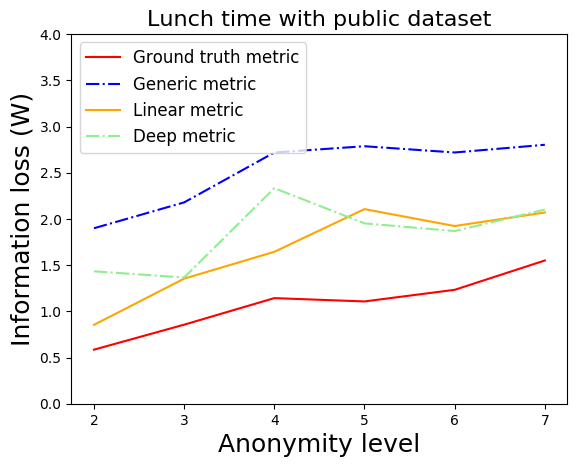 Lunch time with public dataset
Information loss (W)
4.0
3.5
3.0
2.5
2.0
1.5
1.0
0.5
0.0
Ground truth metric
Generic metric
Linear metric
Deep metric
2 3 4 5 6 7
Anonymity level